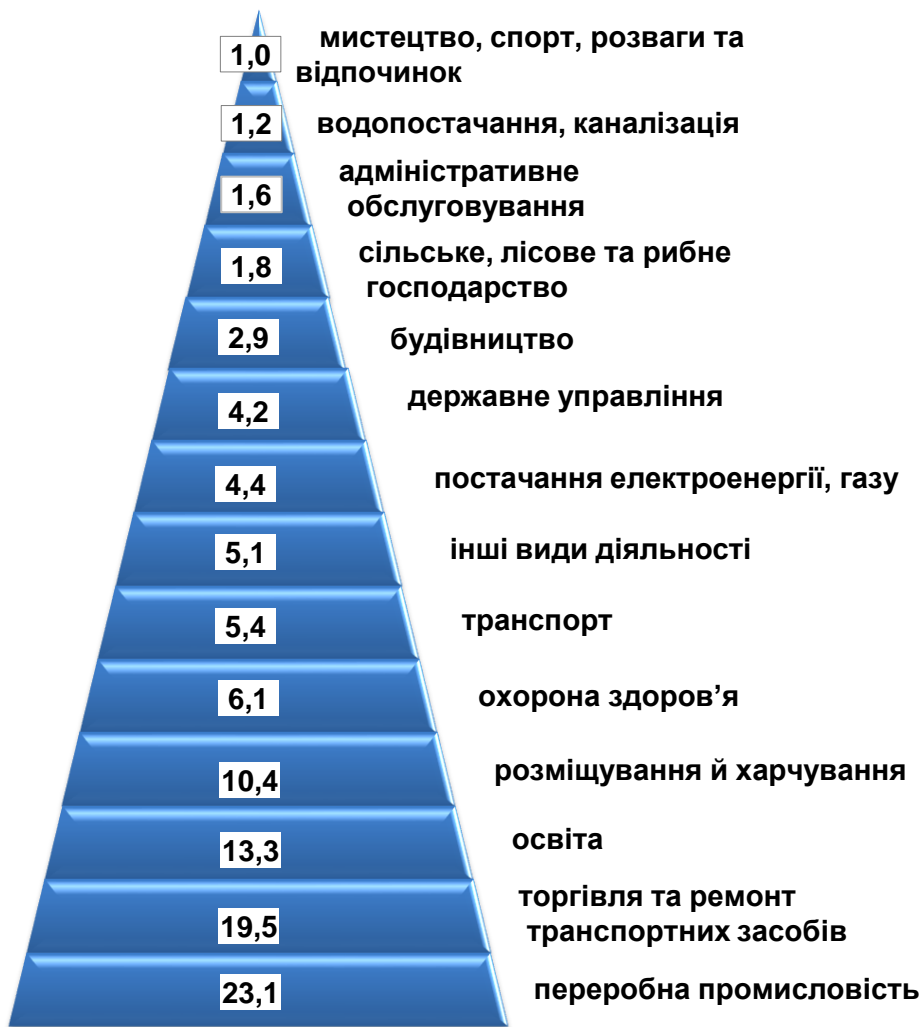 1,0
мистецтво, спорт, розваги та
відпочинок
1,2
водопостачання, каналізація
1,6
адміністративне
обслуговування
1,8
сільське, лісове та рибне
господарство
2,9
будівництво
4,2
державне управління
4,4
постачання електроенергії, газу
5,1
інші види діяльності
5,4
транспорт
6,1
охорона здоров’я
10,4
розміщування й харчування
13,3
освіта
19,5
торгівля та ремонт
транспортних засобів
23,1
переробна промисловість